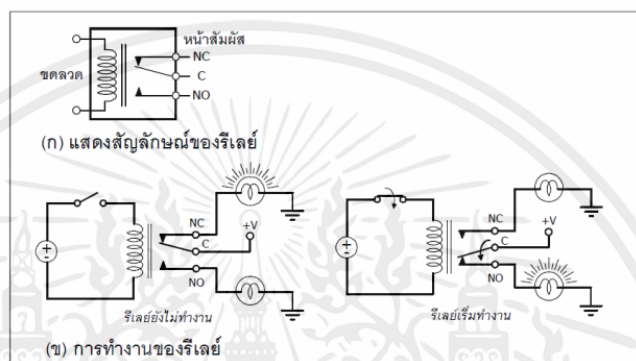 หน้าสัมผัส
NC
ขดลวด
C
NO
(ก) แสดงสัญลักษณ์ของรีเลย์
NC
+V
C
NO
รีเลย์ยังไม่ทำงาน
NC
+V
C
NO
รีเลย์เริ่มทำงาน
(ข) การทำงานของรีเลย์